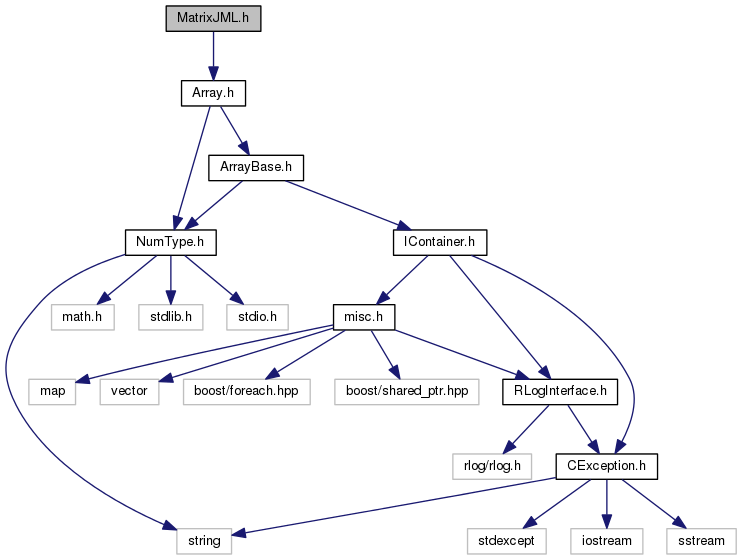 MatrixJML.h
Array.h
ArrayBase.h
NumType.h
IContainer.h
math.h
stdlib.h
stdio.h
misc.h
map
vector
boost/foreach.hpp
boost/shared_ptr.hpp
RLogInterface.h
rlog/rlog.h
CException.h
string
stdexcept
iostream
sstream